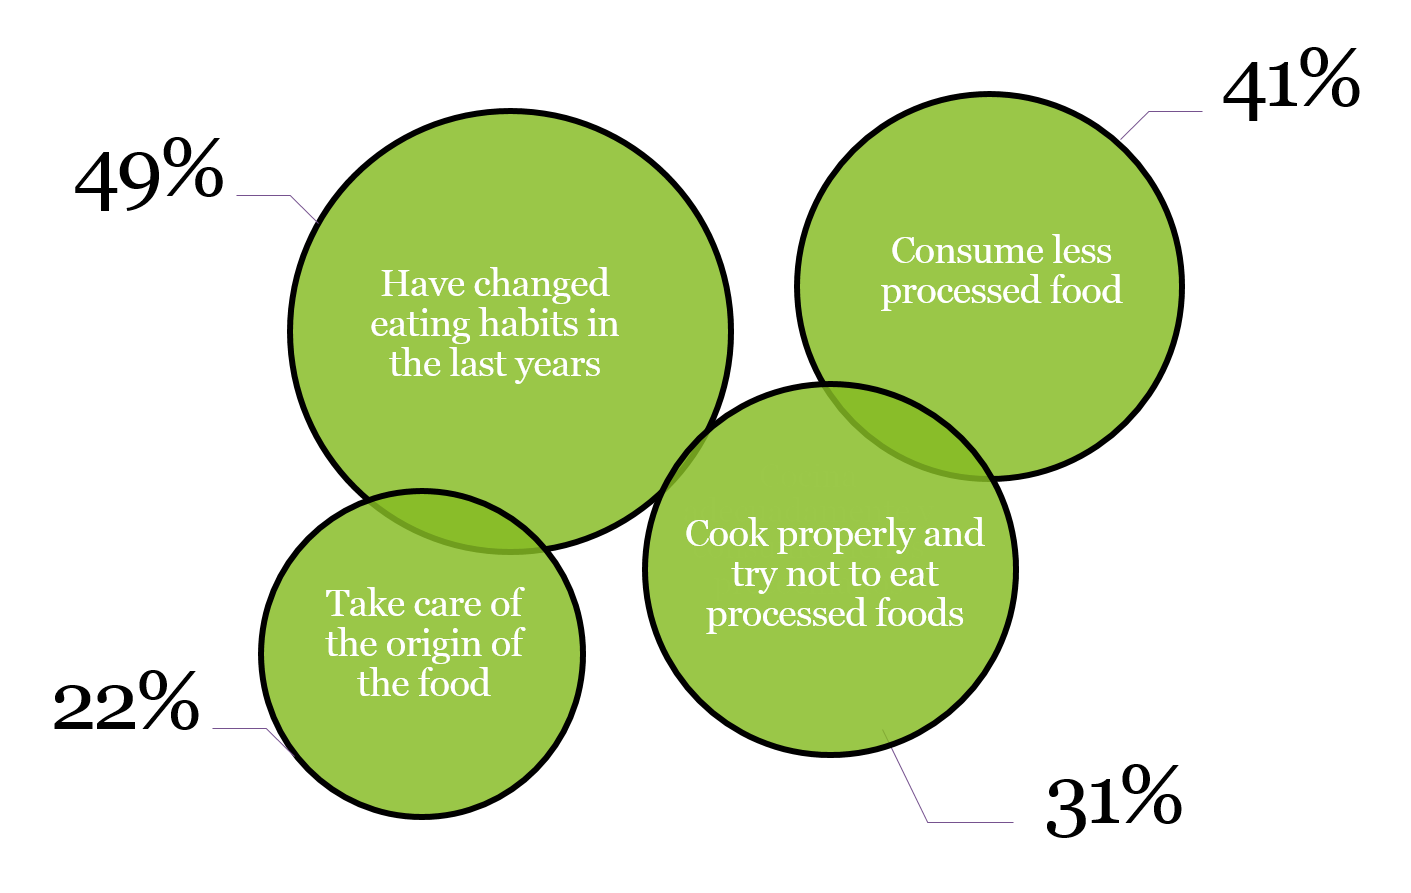 49%
Have changed
eating habits in
the last years
41%
Consume less
processed food
22%
Take care of
the origin of
the food
Cook properly and
try not to eat
processed foods
31%